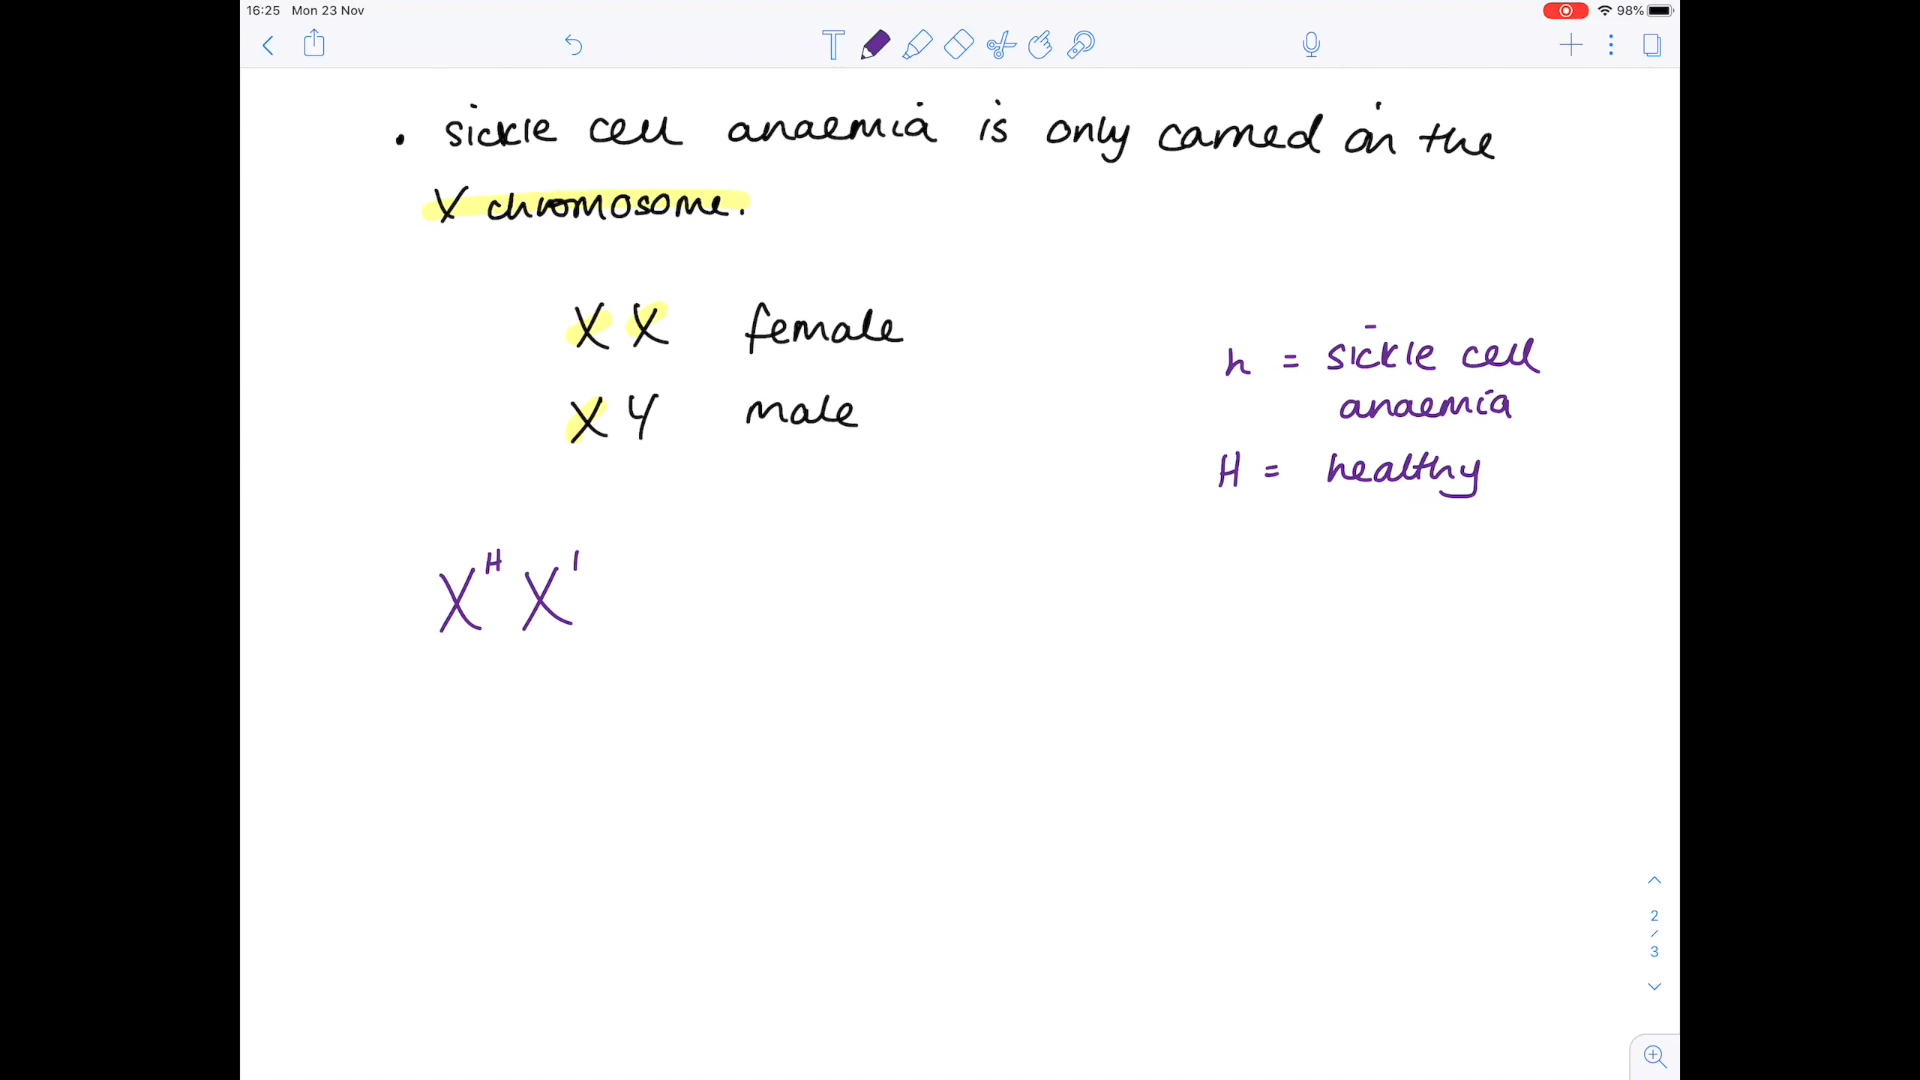 16:25 Mon 23 Nov 98%
T
• sickle cell anaemia is only carried on the
X chromosome.
X X female
X Y male
h = sickle cell
anaemia
H = healthy
X^H X^I
2
/
3